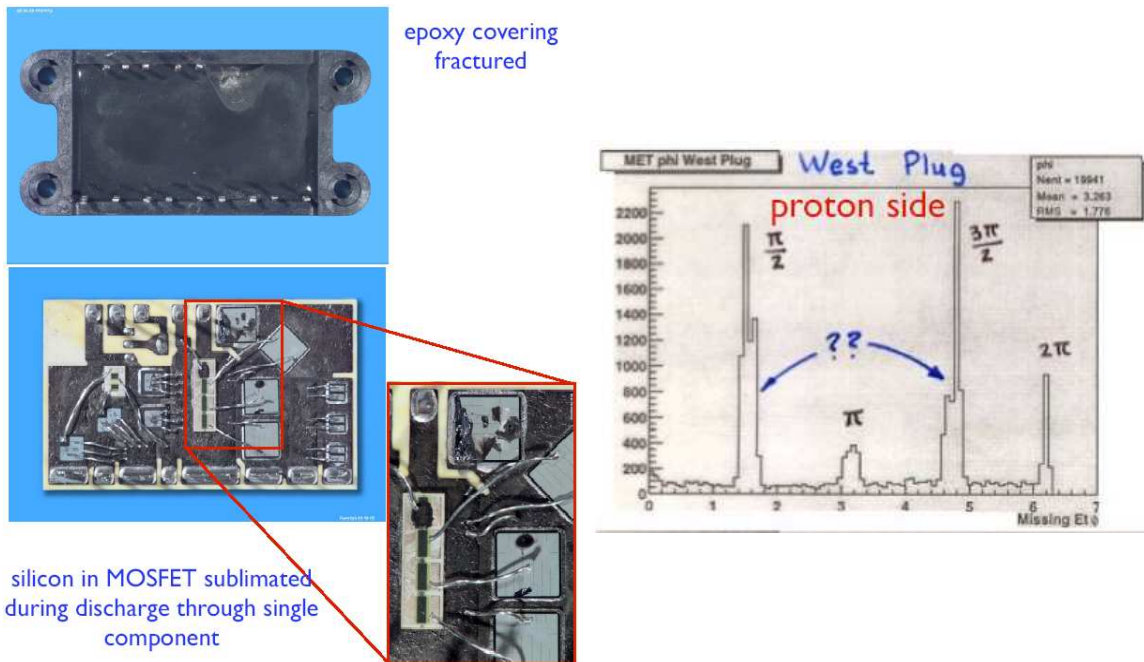 epoxy covering
fractured
silicon in MOSFET sublimated
during discharge through single
component
MET phi West Plug
West Plug
proton side
phi
Nent = 19941
Mean = 3.263
RMS = 1.776
2200
2000
1800
1600
1400
1200
1000
800
600
400
200
0
π/2
3π/2
??
π
2π
0 1 2 3 4 5 6 7
Missing Et ϕ